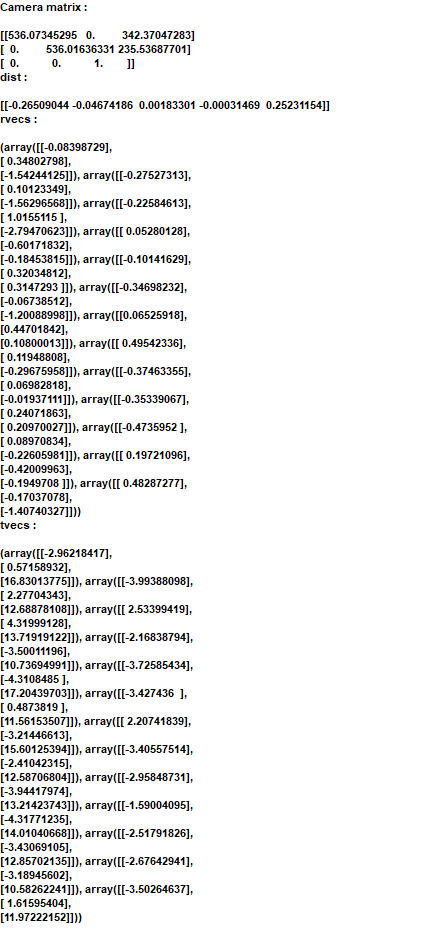 Camera matrix :
[[536.07345295 0. 342.37047283]
[ 0. 536.01636331 235.53687701]
[ 0. 0. 1. ]]
dist :
[[-0.26509044 -0.04674186 0.00183301 -0.00031469 0.25231154]]
rvecs :
(array([[-0.08398729],
[ 0.34802798],
[-1.54244125]]), array([[-0.27527313],
[ 0.10123349],
[-1.56296568]]), array([[-0.22584613],
[ 1.0155115 ],
[-2.79470623]]), array([[ 0.05280128],
[-0.60171832],
[-0.18453815]]), array([[-0.10141629],
[ 0.32034812],
[ 0.3147293 ]]), array([[-0.34698232],
[-0.06738512],
[-1.20088998]]), array([[0.06525918],
[0.44701842],
[0.10800013]]), array([[ 0.49542336],
[ 0.11948808],
[-0.29675958]]), array([[-0.37463355],
[ 0.06982818],
[-0.01937111]]), array([[-0.35339067],
[ 0.24071863],
[ 0.20970027]]), array([[-0.4735952 ],
[ 0.08970834],
[-0.22605981]]), array([[ 0.19721096],
[-0.42009963],
[-0.1949708 ]]), array([[ 0.48287277],
[-0.17037078],
[-1.40740327]]))
tvecs :
(array([[-2.96218417],
[ 0.57158932],
[16.83013775]]), array([[-3.99388098],
[ 2.27704343],
[12.68878108]]), array([[ 2.53399419],
[ 4.31999128],
[13.71919122]]), array([[-2.16838794],
[-3.50011196],
[10.73694991]]), array([[-3.72585434],
[-4.3108485 ],
[17.20439703]]), array([[-3.427436  ],
[ 0.4873819 ],
[11.56153507]]), array([[ 2.20741839],
[-3.21446613],
[15.60125394]]), array([[-3.40557514],
[-2.41042315],
[12.58706804]]), array([[-2.95848731],
[-3.94417974],
[13.21423743]]), array([[-1.59004095],
[-4.31771235],
[14.01040668]]), array([[-2.51791826],
[-3.43069105],
[12.85702135]]), array([[-2.67642941],
[-3.18945602],
[10.58262241]]), array([[-3.50264637],
[ 1.61595404],
[11.97222152]]))